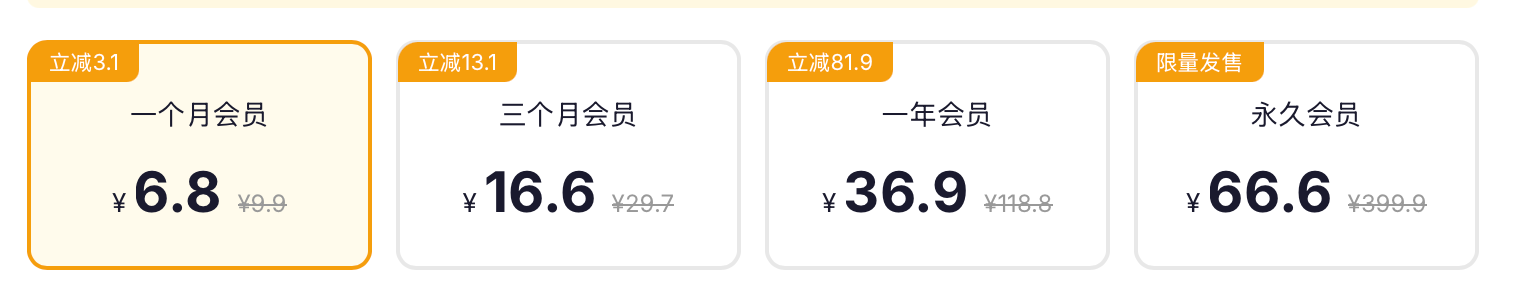 立减3.1
一个月会员
¥ 6.8 ¥9.9
立减13.1
三个月会员
¥ 16.6 ¥29.7
立减81.9
一年会员
¥ 36.9 ¥118.8
限量发售
永久会员
¥ 66.6 ¥399.9